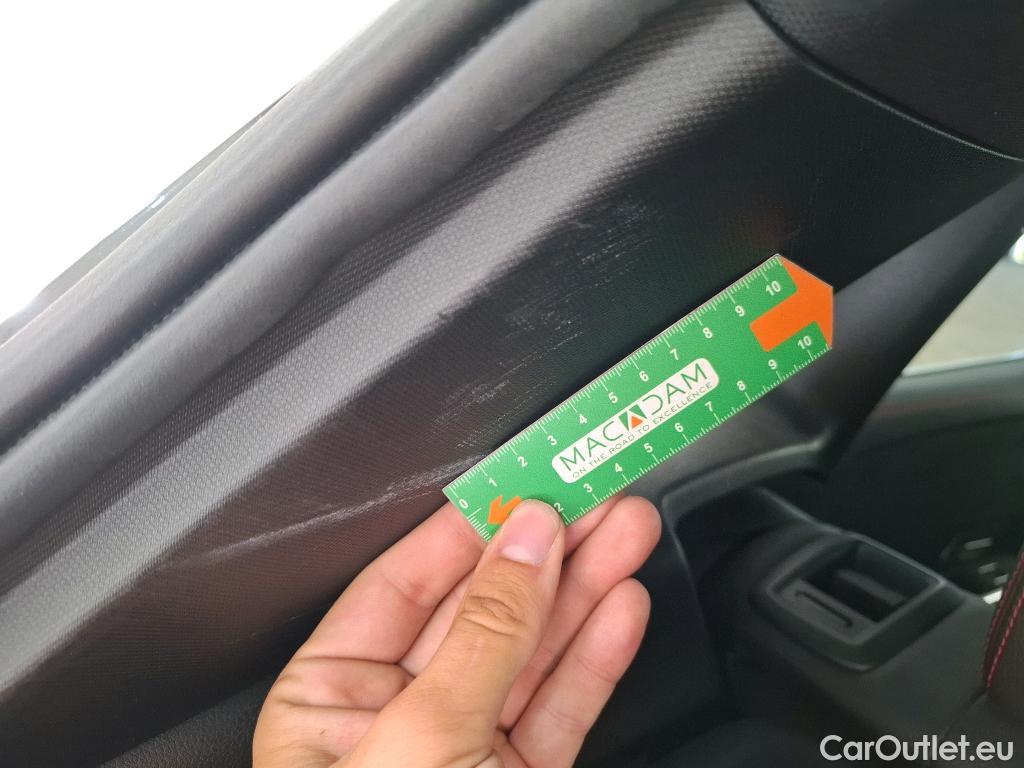 0 1 2 3 4 5 6 7 8 9 10
MACADAM
ON THE ROAD TO EXCELLENCE
2 3 4 5 6 7 8 9 10
CarOutlet.eu